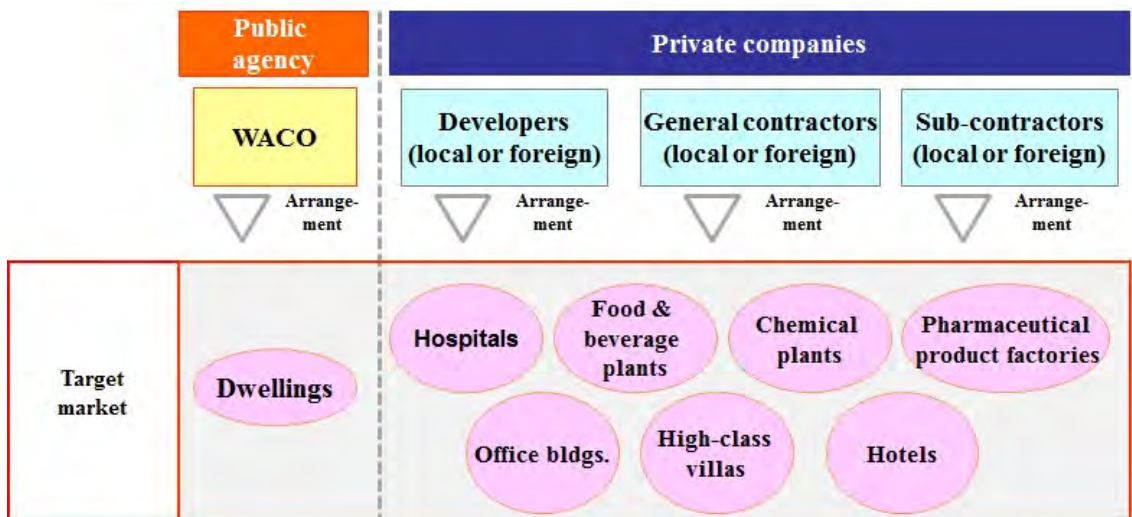 Public
agency
Private companies
WACO
Developers
(local or foreign)
General contractors
(local or foreign)
Sub-contractors
(local or foreign)
Arrange-
ment
Arrange-
ment
Arrange-
ment
Arrange-
ment
Target
market
Dwellings
Hospitals
Food &
beverage
plants
Chemical
plants
Pharmaceutical
product factories
Office bldgs.
High-class
villas
Hotels